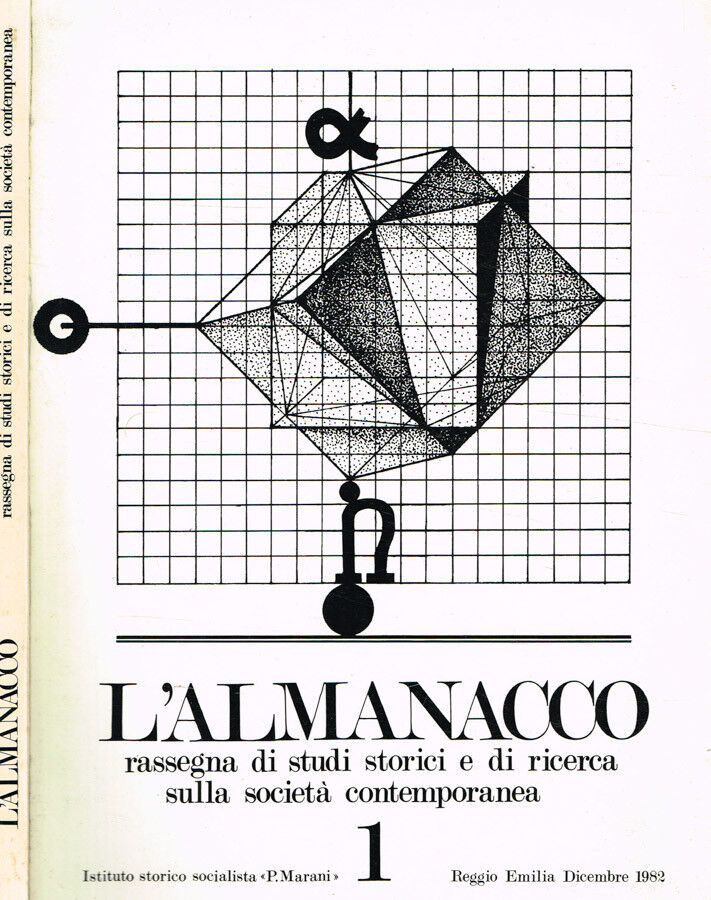 rassegna di studi storici e di ricerca sulla società contemporanea
L'ALMANACCO
α
n
L'ALMANACCO
rassegna di studi storici e di ricerca
sulla società contemporanea
1
Istituto storico socialista «P. Marani»
Reggio Emilia Dicembre 1982